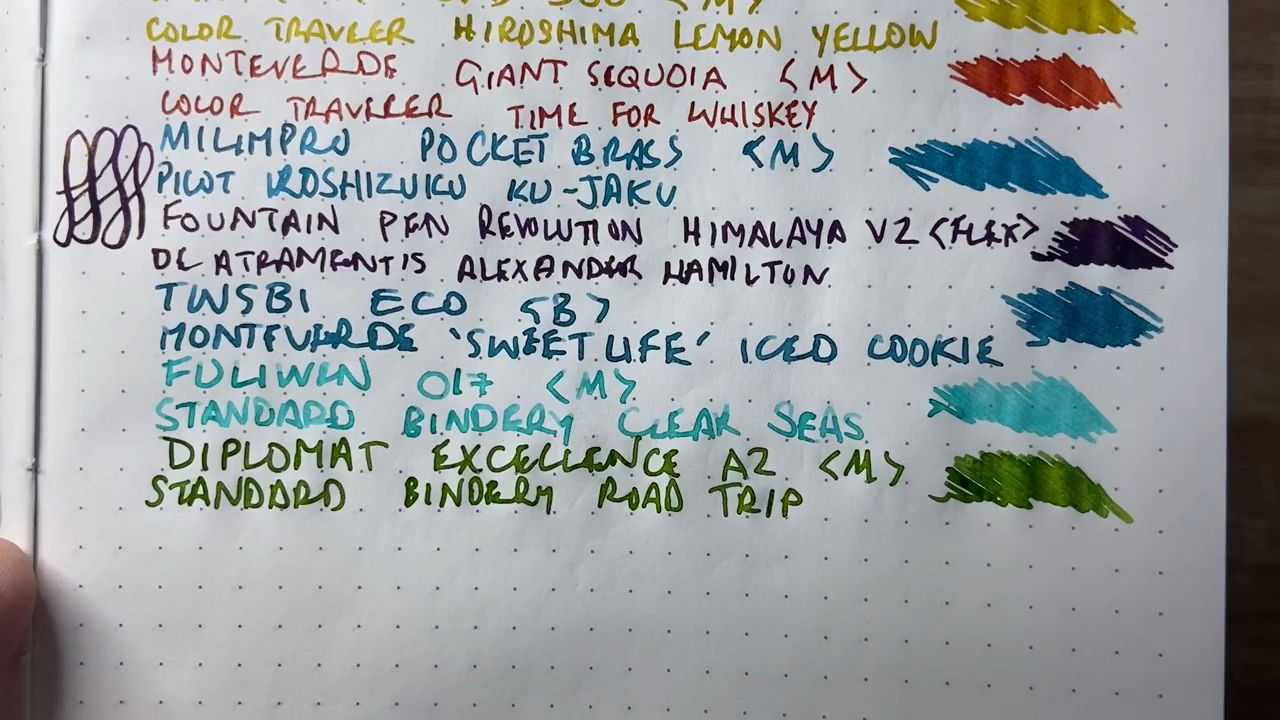 <M>
COLOR TRAVLER HIROSHIMA LEMON YELLOW
MONTEVERDE GIANT SEQUOIA <M>
COLOR TRAVELER TIME FOR WHISKEY
MILIMPRO POCKET BRASS <M>
PILOT IROSHIZUKU KU-JAKU
FOUNTAIN PEN REVOLUTION HIMALAYA V2 <FLEX>
DE ATRAMENTIS ALEXANDER HAMILTON
TWSBI ECO <B>
MONTEVERDE 'SWEET LIFE' ICED COOKIE
FULIWEN 017 <M>
STANDARD BINDERY CLEAR SEAS
DIPLOMAT EXCELLENCE A2 <M>
STANDARD BINDERY ROAD TRIP